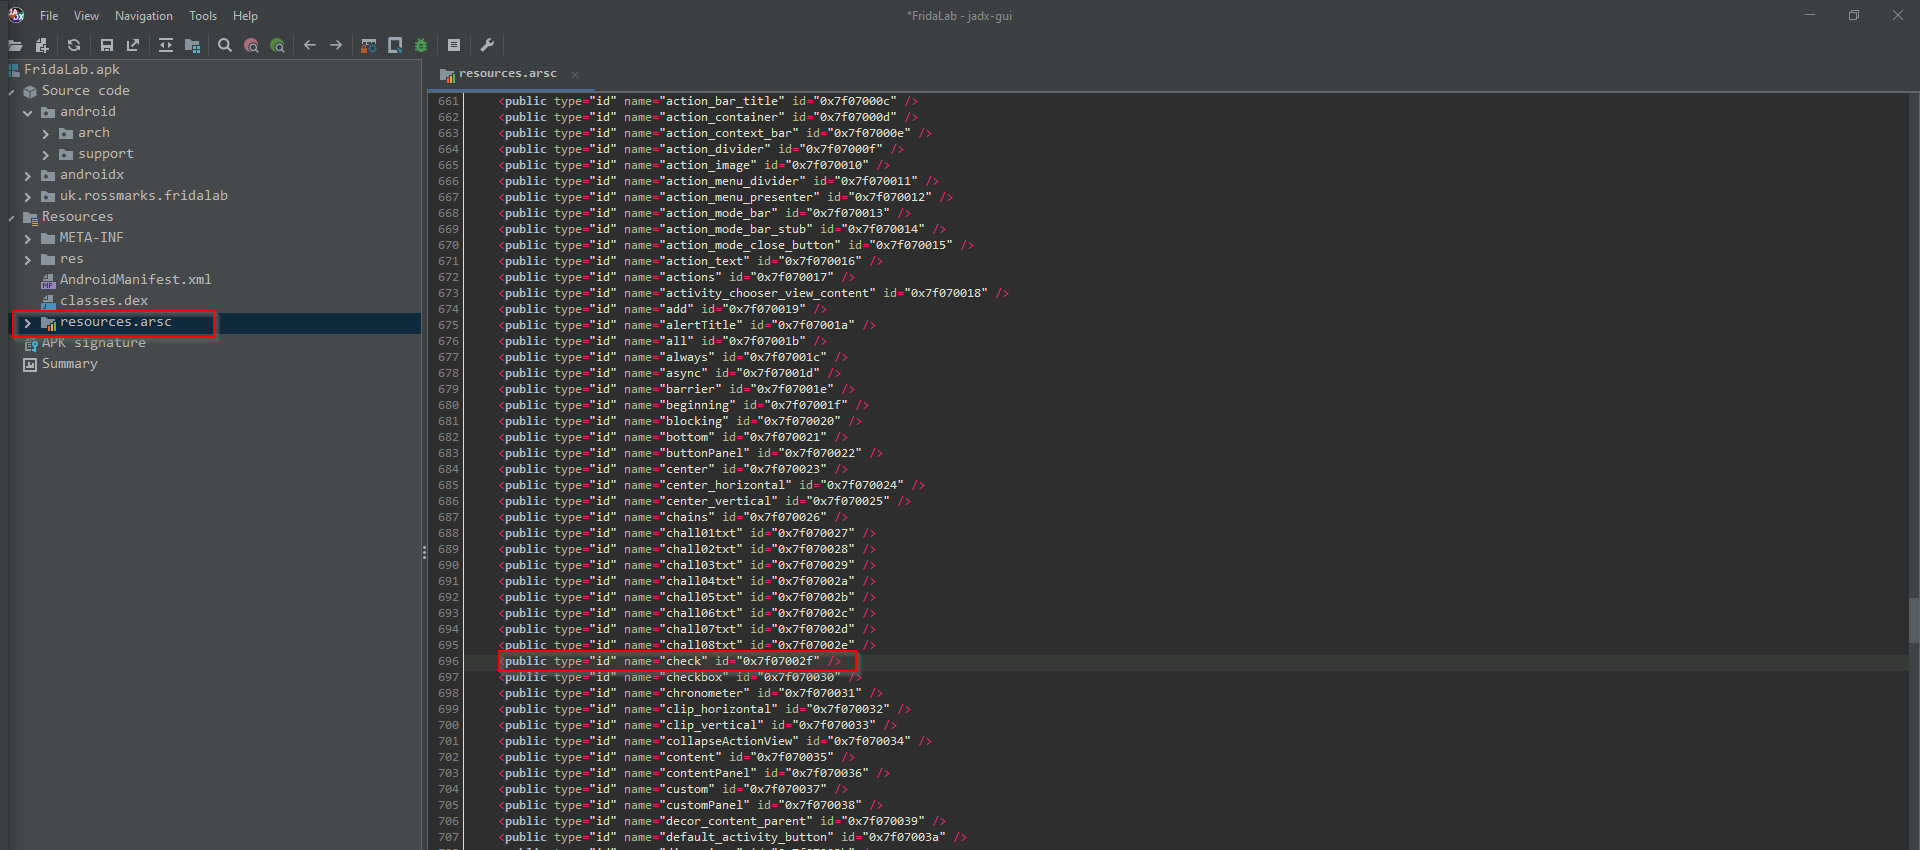 File View Navigation Tools Help
*FridaLab - jadx-gui
FridaLab.apk
Source code
android
arch
support
androidx
uk.rossmarks.fridalab
Resources
META-INF
res
AndroidManifest.xml
classes.dex
resources.arsc
APK signature
Summary
resources.arsc
661 <public type="id" name="action_bar_title" id="0x7f07000c" />
662 <public type="id" name="action_container" id="0x7f07000d" />
663 <public type="id" name="action_context_bar" id="0x7f07000e" />
664 <public type="id" name="action_divider" id="0x7f07000f" />
665 <public type="id" name="action_image" id="0x7f070010" />
666 <public type="id" name="action_menu_divider" id="0x7f070011" />
667 <public type="id" name="action_menu_presenter" id="0x7f070012" />
668 <public type="id" name="action_mode_bar" id="0x7f070013" />
669 <public type="id" name="action_mode_bar_stub" id="0x7f070014" />
670 <public type="id" name="action_mode_close_button" id="0x7f070015" />
671 <public type="id" name="action_text" id="0x7f070016" />
672 <public type="id" name="actions" id="0x7f070017" />
673 <public type="id" name="activity_chooser_view_content" id="0x7f070018" />
674 <public type="id" name="add" id="0x7f070019" />
675 <public type="id" name="alertTitle" id="0x7f07001a" />
676 <public type="id" name="all" id="0x7f07001b" />
677 <public type="id" name="always" id="0x7f07001c" />
678 <public type="id" name="async" id="0x7f07001d" />
679 <public type="id" name="barrier" id="0x7f07001e" />
680 <public type="id" name="beginning" id="0x7f07001f" />
681 <public type="id" name="blocking" id="0x7f070020" />
682 <public type="id" name="bottom" id="0x7f070021" />
683 <public type="id" name="buttonPanel" id="0x7f070022" />
684 <public type="id" name="center" id="0x7f070023" />
685 <public type="id" name="center_horizontal" id="0x7f070024" />
686 <public type="id" name="center_vertical" id="0x7f070025" />
687 <public type="id" name="chains" id="0x7f070026" />
688 <public type="id" name="chall01txt" id="0x7f070027" />
689 <public type="id" name="chall02txt" id="0x7f070028" />
690 <public type="id" name="chall03txt" id="0x7f070029" />
691 <public type="id" name="chall04txt" id="0x7f07002a" />
692 <public type="id" name="chall05txt" id="0x7f07002b" />
693 <public type="id" name="chall06txt" id="0x7f07002c" />
694 <public type="id" name="chall07txt" id="0x7f07002d" />
695 <public type="id" name="chall08txt" id="0x7f07002e" />
696 <public type="id" name="check" id="0x7f07002f" />
697 <public type="id" name="checkbox" id="0x7f070030" />
698 <public type="id" name="chronometer" id="0x7f070031" />
699 <public type="id" name="clip_horizontal" id="0x7f070032" />
700 <public type="id" name="clip_vertical" id="0x7f070033" />
701 <public type="id" name="collapseActionView" id="0x7f070034" />
702 <public type="id" name="content" id="0x7f070035" />
703 <public type="id" name="contentPanel" id="0x7f070036" />
704 <public type="id" name="custom" id="0x7f070037" />
705 <public type="id" name="customPanel" id="0x7f070038" />
706 <public type="id" name="decor_content_parent" id="0x7f070039" />
707 <public type="id" name="default_activity_button" id="0x7f07003a" />